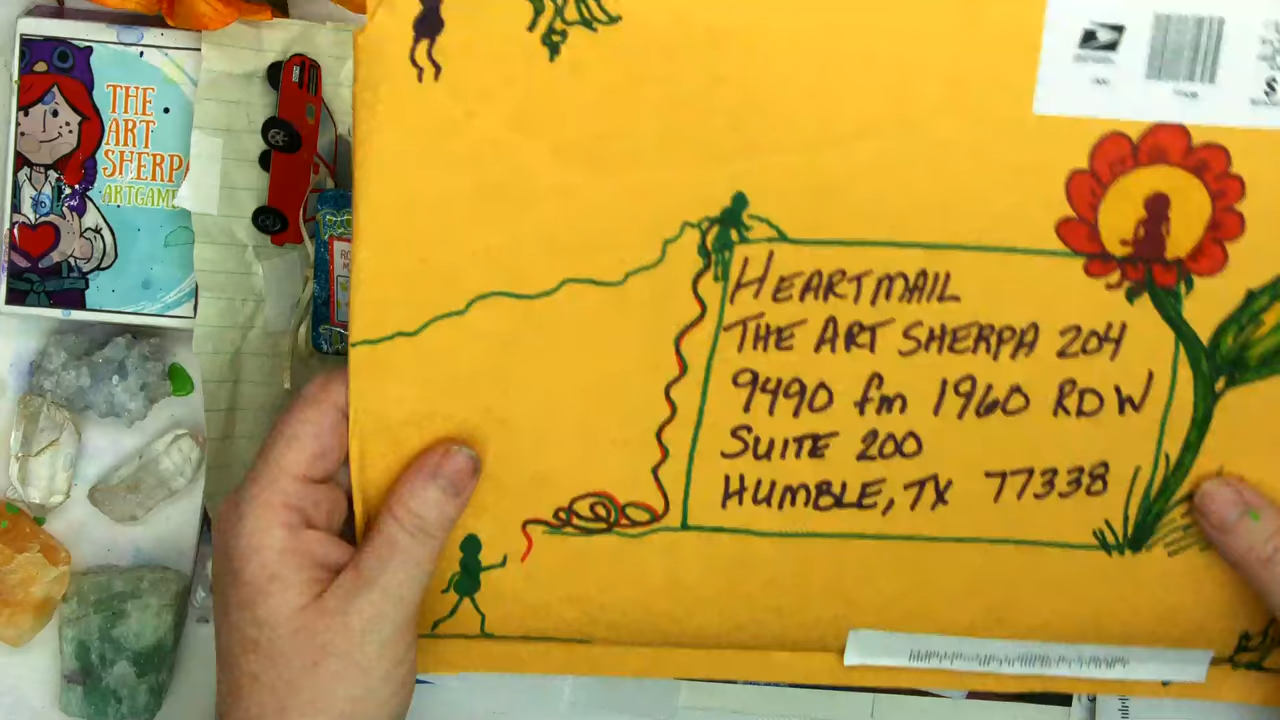 THE
ART
SHERPA
ARTGAME
HEARTMAIL
THE ART SHERPA 204
9490 fm 1960 RD W
SUITE 200
HUMBLE, TX 77338